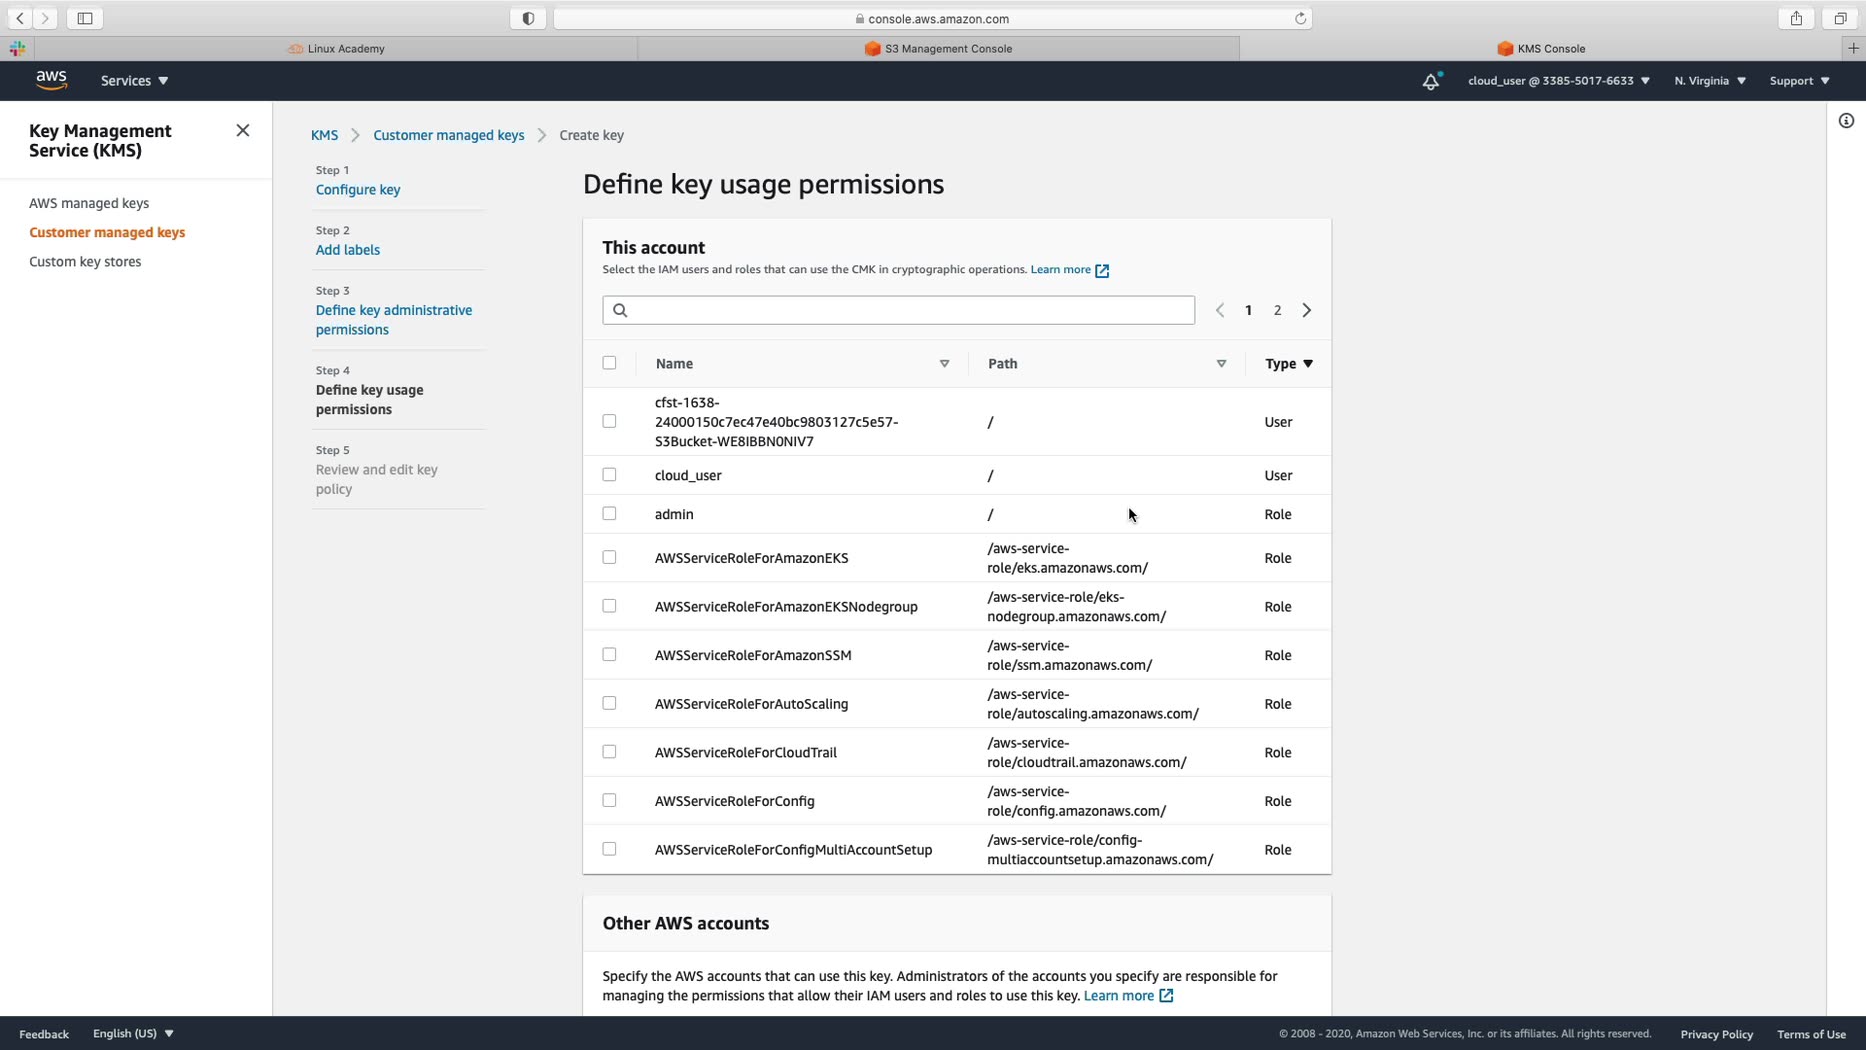 console.aws.amazon.com
Linux Academy
S3 Management Console
KMS Console
aws
Services
cloud_user @ 3385-5017-6633
N. Virginia
Support
Key Management
Service (KMS)
AWS managed keys
Customer managed keys
Custom key stores
KMS
Customer managed keys
Create key
Step 1
Configure key
Step 2
Add labels
Step 3
Define key administrative
permissions
Step 4
Define key usage
permissions
Step 5
Review and edit key
policy
Define key usage permissions
This account
Select the IAM users and roles that can use the CMK in cryptographic operations. Learn more
1
2
Name
Path
Type
cfst-1638-
24000150c7ec47e40bc9803127c5e57-
S3Bucket-WE8IBBN0NIV7
/
User
cloud_user
/
User
admin
/
Role
AWSServiceRoleForAmazonEKS
/aws-service-
role/eks.amazonaws.com/
Role
AWSServiceRoleForAmazonEKSNodegroup
/aws-service-role/eks-
nodegroup.amazonaws.com/
Role
AWSServiceRoleForAmazonSSM
/aws-service-
role/ssm.amazonaws.com/
Role
AWSServiceRoleForAutoScaling
/aws-service-
role/autoscaling.amazonaws.com/
Role
AWSServiceRoleForCloudTrail
/aws-service-
role/cloudtrail.amazonaws.com/
Role
AWSServiceRoleForConfig
/aws-service-
role/config.amazonaws.com/
Role
AWSServiceRoleForConfigMultiAccountSetup
/aws-service-role/config-
multiaccountsetup.amazonaws.com/
Role
Other AWS accounts
Specify the AWS accounts that can use this key. Administrators of the accounts you specify are responsible for
managing the permissions that allow their IAM users and roles to use this key. Learn more
Feedback
English (US)
© 2008 - 2020, Amazon Web Services, Inc. or its affiliates. All rights reserved.
Privacy Policy
Terms of Use